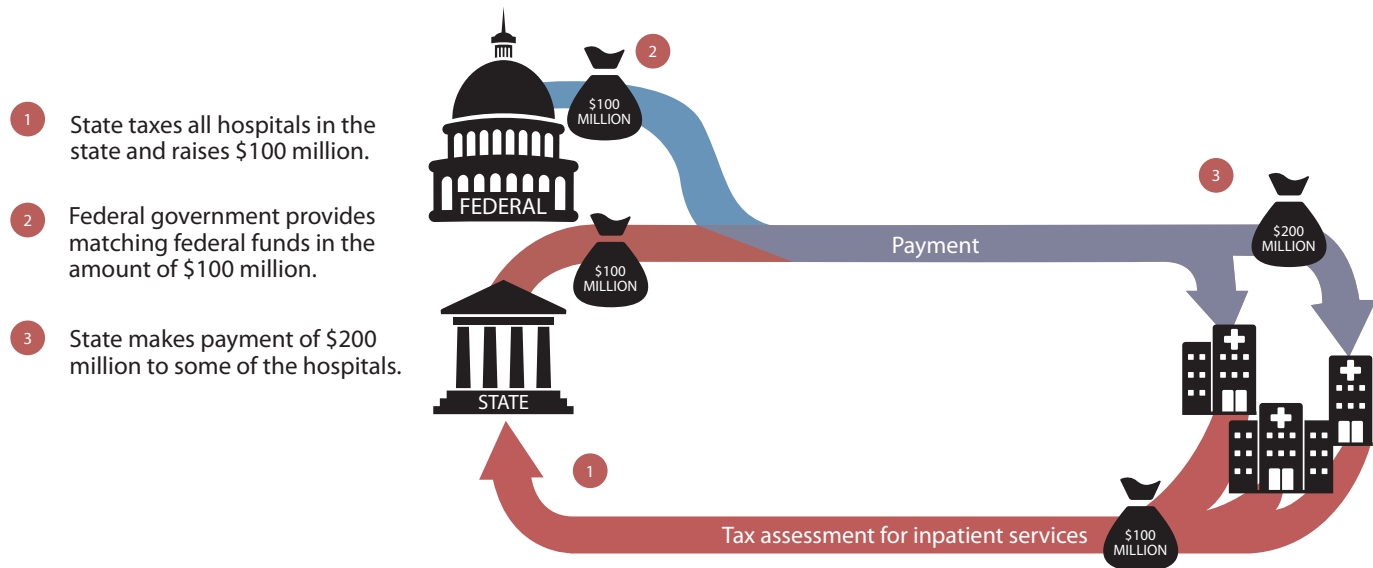 1
State taxes all hospitals in the
state and raises $100 million.
2
Federal government provides
matching federal funds in the
amount of $100 million.
3
State makes payment of $200
million to some of the hospitals.
2
$100
MILLION
FEDERAL
3
$200
MILLION
Payment
$100
MILLION
STATE
1
Tax assessment for inpatient services
$100
MILLION